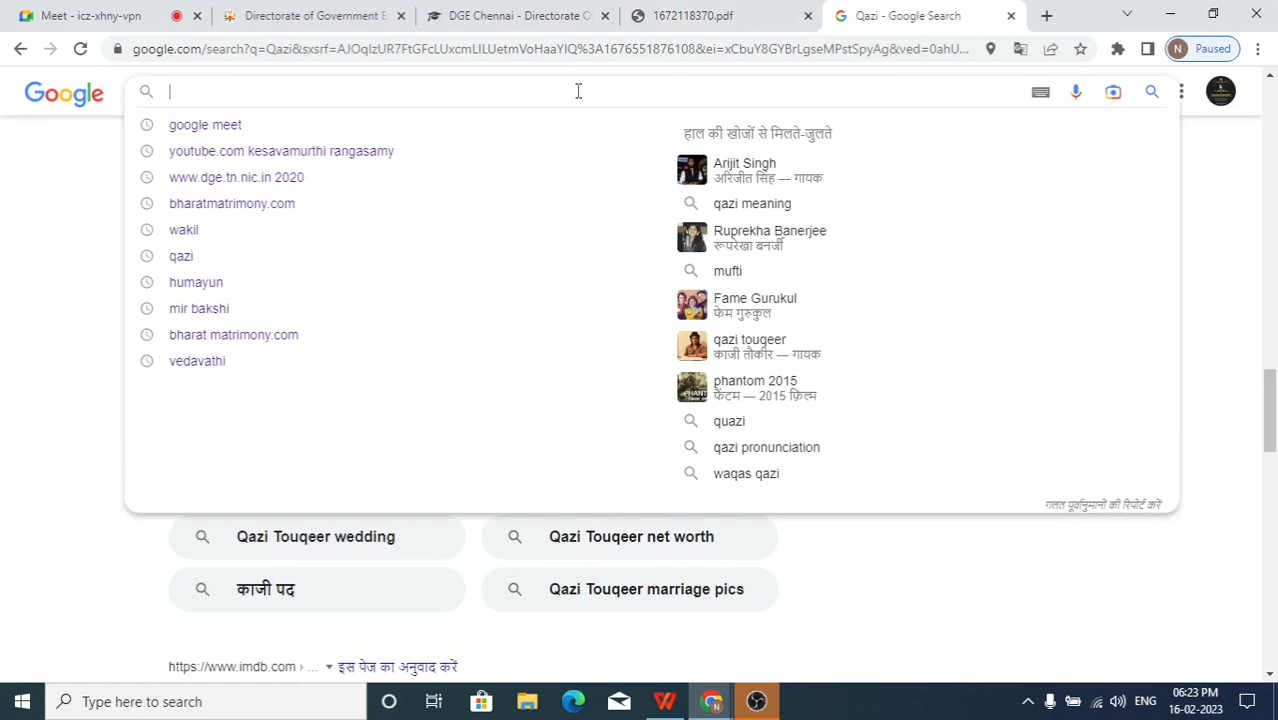 Meet - icz-xhny-vpn
Directorate of Government E
DGE Chennai - Directorate O
1672118370.pdf
Qazi - Google Search
google.com/search?q=Qazi&sxsrf=AJOqlzUR7FtGFcLUxcmLILUetmVoHaaYIQ%3A1676551876108&ei=xCbuY8GYBrLgseMPstSpyAg&ved=0ahU...
N
Paused
Google
google meet
youtube.com kesavamurthi rangasamy
www.dge.tn.nic.in 2020
bharatmatrimony.com
wakil
qazi
humayun
mir bakshi
bharat matrimony.com
vedavathi
हाल की खोजों से मिलते-जुलते
Arijit Singh
अरिजीत सिंह — गायक
qazi meaning
Ruprekha Banerjee
रूपरेखा बनर्जी
mufti
Fame Gurukul
फेम गुरुकुल
qazi touqeer
काजी तौकीर — गायक
phantom 2015
फैंटम — 2015 फ़िल्म
quazi
qazi pronunciation
waqas qazi
गलत पूर्वानुमानों की रिपोर्ट करें
Qazi Touqeer wedding
Qazi Touqeer net worth
काजी पद
Qazi Touqeer marriage pics
https://www.imdb.com › ...
इस पेज का अनुवाद करें
Type here to search
ENG
06:23 PM
16-02-2023